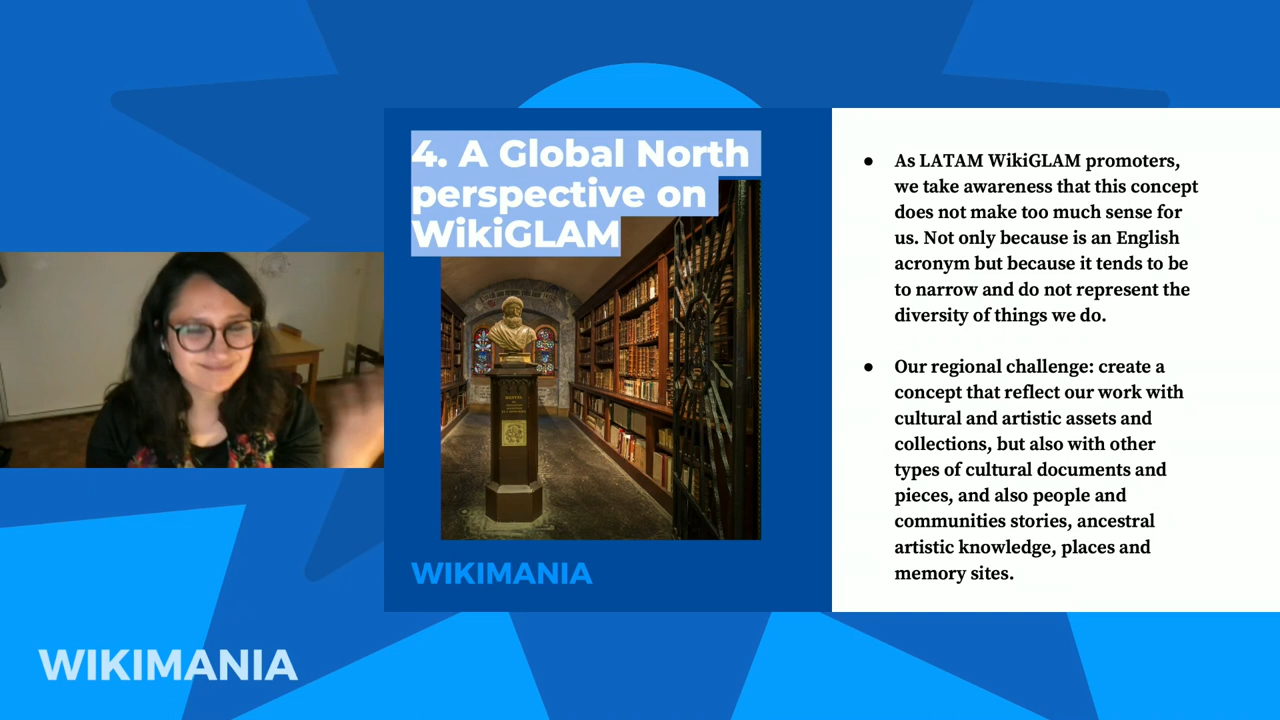 4. A Global North
perspective on
WikiGLAM
WIKIMANIA
● As LATAM WikiGLAM promoters,
we take awareness that this concept
does not make too much sense for
us. Not only because is an English
acronym but because it tends to be
to narrow and do not represent the
diversity of things we do.
● Our regional challenge: create a
concept that reflect our work with
cultural and artistic assets and
collections, but also with other
types of cultural documents and
pieces, and also people and
communities stories, ancestral
artistic knowledge, places and
memory sites.
WIKIMANIA